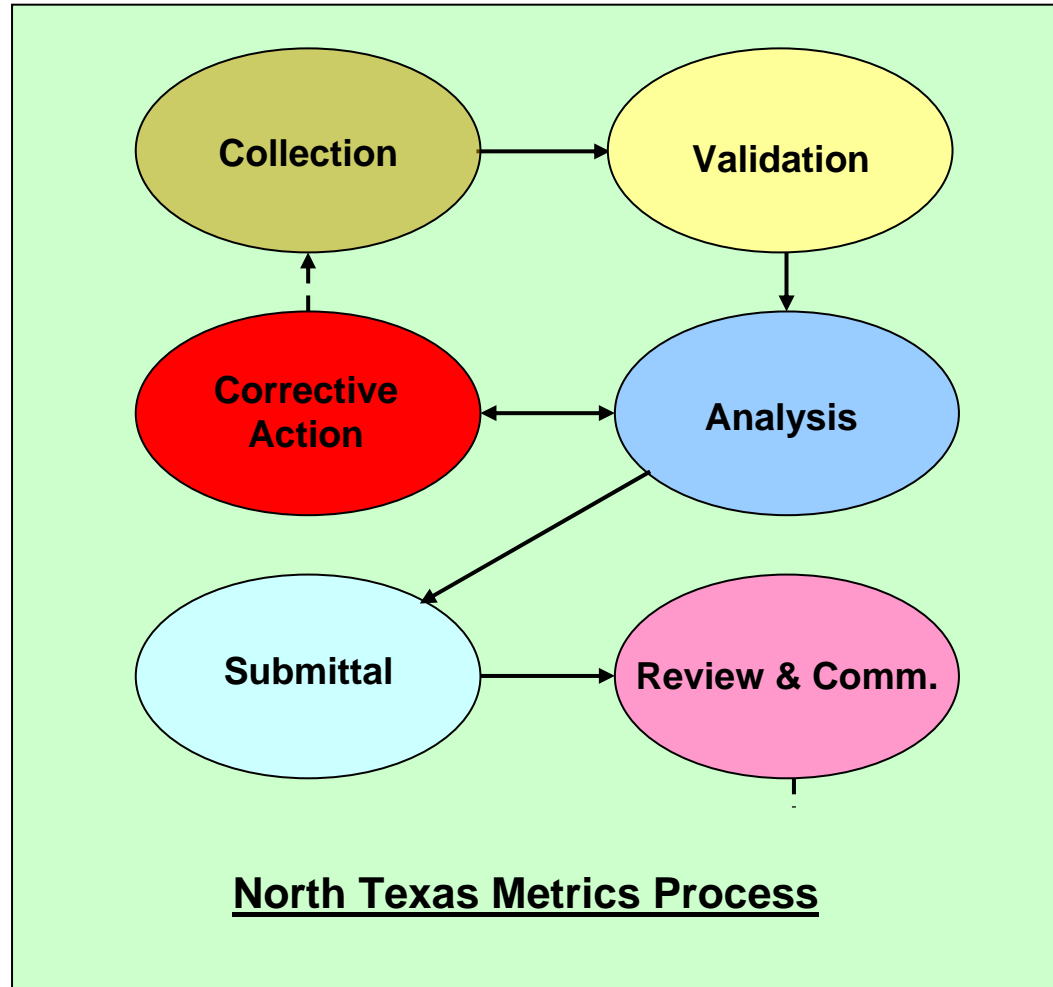 Collection
Validation
Corrective
Action
Analysis
Submittal
Review & Comm.
North Texas Metrics Process